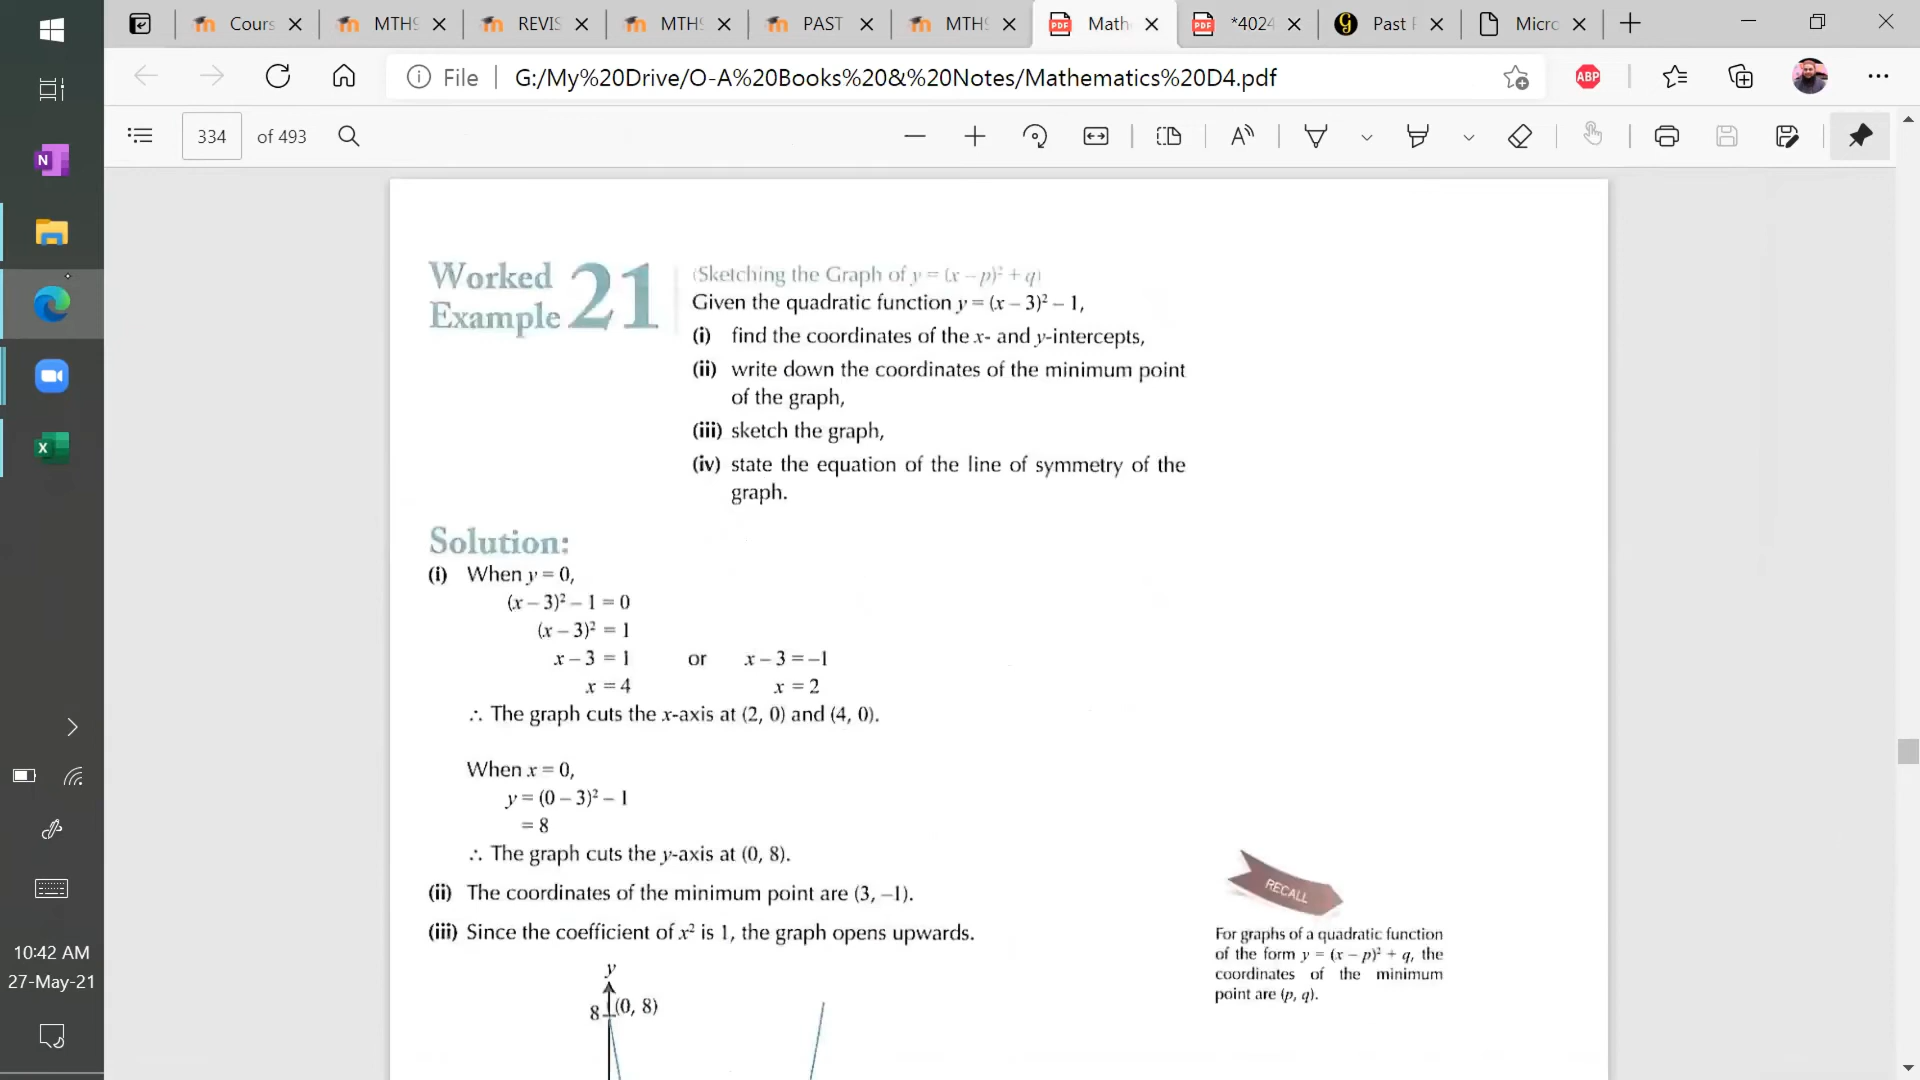 Cours
MTHS
REVIS
MTHS
PAST
MTHS
Math
*4024
Past P
Micro
File
G:/My%20Drive/O-A%20Books%20&%20Notes/Mathematics%20D4.pdf
ABP
334 of 493
Worked Example 21
(Sketching the Graph of y = (x – p)² + q)
Given the quadratic function y = (x – 3)² – 1,
(i) find the coordinates of the x- and y-intercepts,
(ii) write down the coordinates of the minimum point
of the graph,
(iii) sketch the graph,
(iv) state the equation of the line of symmetry of the
graph.
Solution:
(i) When y = 0,
(x – 3)² – 1 = 0
(x – 3)² = 1
x – 3 = 1 or x – 3 = –1
x = 4 x = 2
∴ The graph cuts the x-axis at (2, 0) and (4, 0).
When x = 0,
y = (0 – 3)² – 1
= 8
∴ The graph cuts the y-axis at (0, 8).
(ii) The coordinates of the minimum point are (3, –1).
(iii) Since the coefficient of x² is 1, the graph opens upwards.
y
8 (0, 8)
RECALL
For graphs of a quadratic function
of the form y = (x – p)² + q, the
coordinates of the minimum
point are (p, q).
10:42 AM
27-May-21